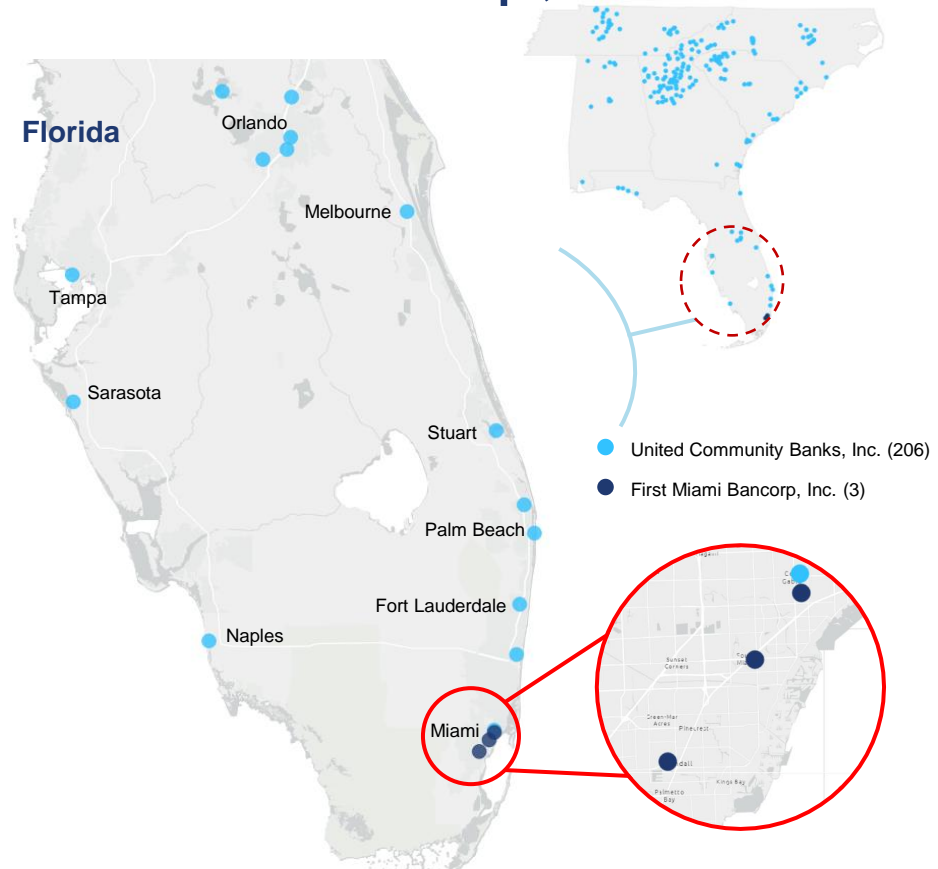 Florida
Orlando
Melbourne
Tampa
Sarasota
Stuart
Palm Beach
Fort Lauderdale
Naples
Miami
United Community Banks, Inc. (206)
First Miami Bancorp, Inc. (3)
Sunset
Corners
Acres
Pinecrest
Kings Bay
Palmetto
Bay